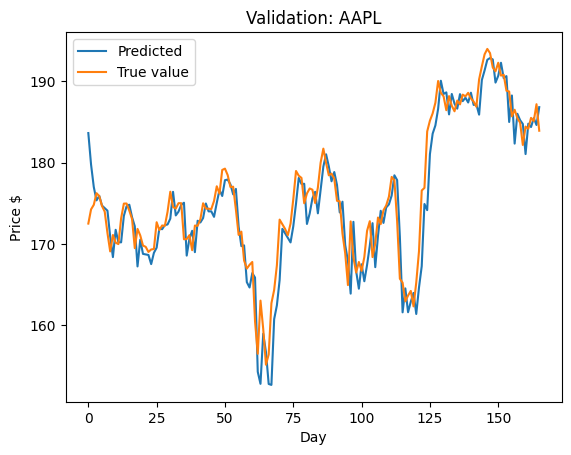 Validation: AAPL
Predicted
True value
Price $
190
180
170
160
0 25 50 75 100 125 150
Day